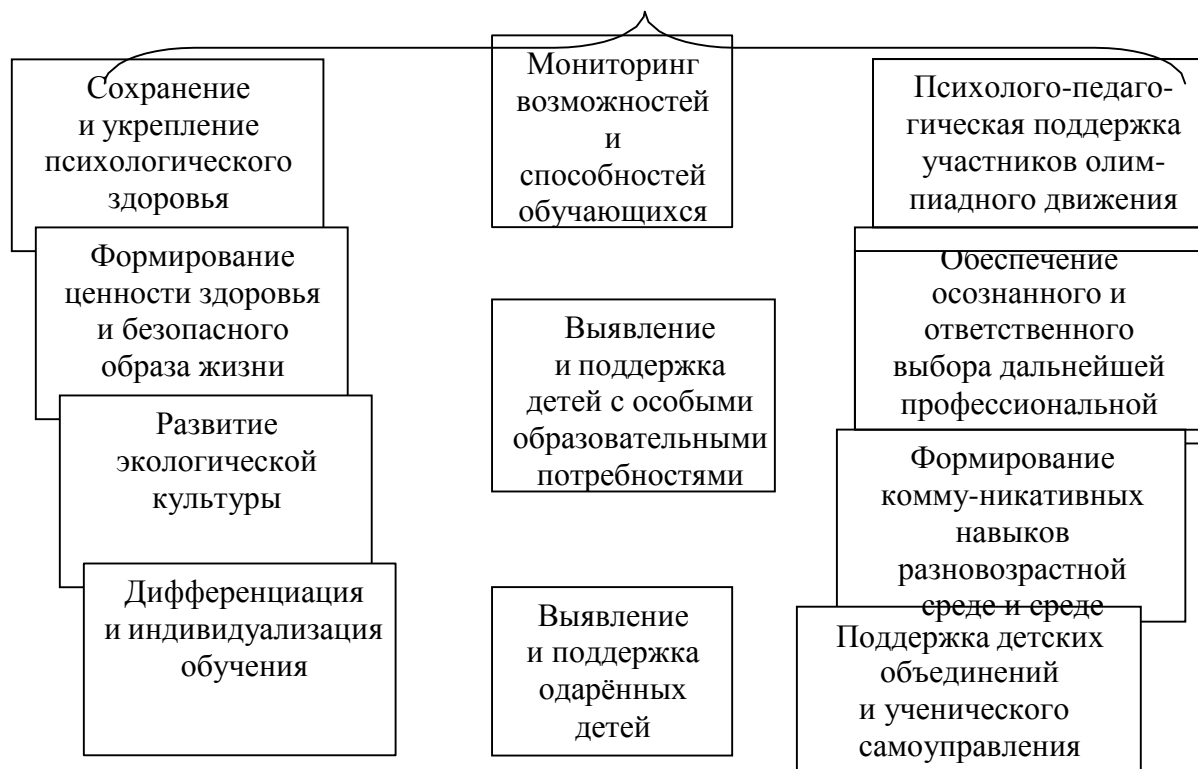 Сохранение
и укрепление
психологического
здоровья
Формирование
ценности здоровья
и безопасного
образа жизни
Развитие
экологической
культуры
Дифференциация
и индивидуализация
обучения
Мониторинг
возможностей
и
способностей
обучающихся
Выявление
и поддержка
детей с особыми
образовательными
потребностями
Выявление
и поддержка
одарённых
детей
Психолого-педаго-
гическая поддержка
участников олим-
пиадного движения
Обеспечение
осознанного и
ответственного
выбора дальнейшей
профессиональной
Формирование
комму-никативных
навыков
разновозрастной
среде и среде
Поддержка детских
объединений
и ученического
самоуправления